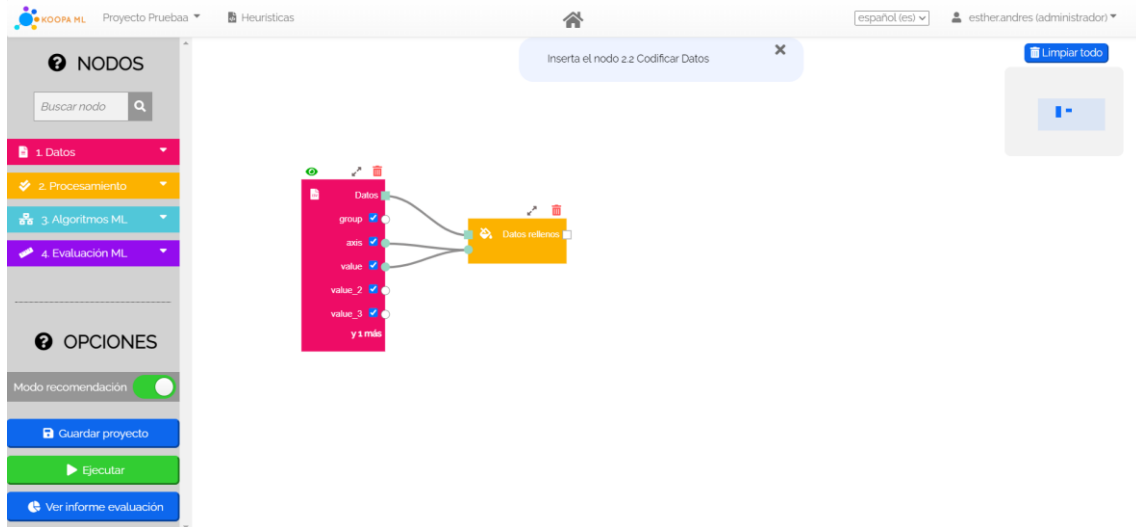 KOOPA ML
Proyecto Pruebaa
Heurísticas
español (es)
esther.andres (administrador)
NODOS
Buscar nodo
1. Datos
2. Procesamiento
3. Algoritmos ML
4. Evaluación ML
OPCIONES
Modo recomendación
Guardar proyecto
Ejecutar
Ver informe evaluación
Inserta el nodo 2.2 Codificar Datos
Limpiar todo
Datos
group
axis
value
value_2
value_3
y 1 más
Datos rellenos